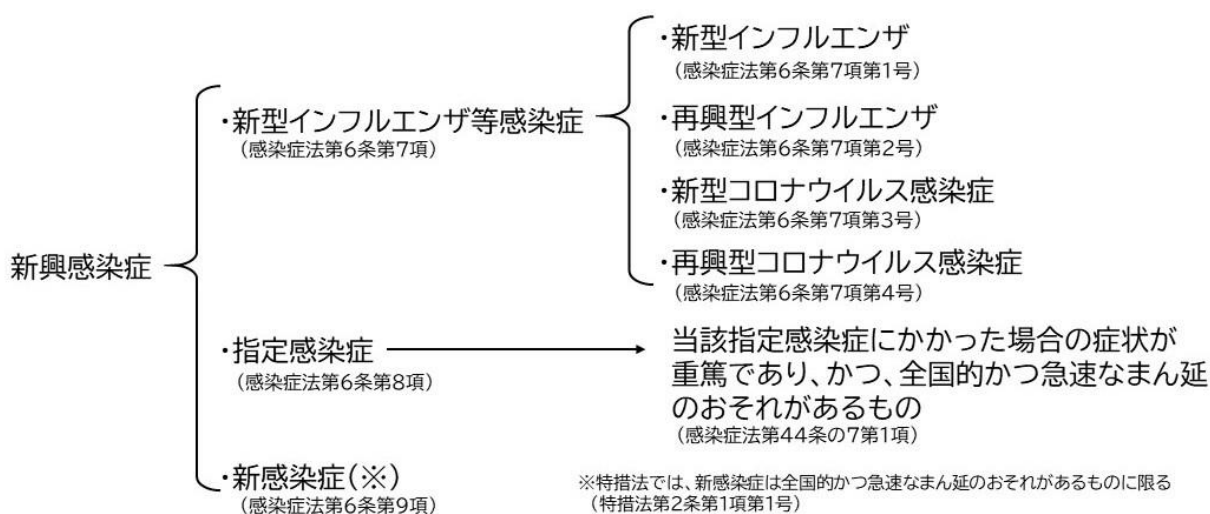 新興感染症
・新型インフルエンザ等感染症
(感染症法第6条第7項)
・新型インフルエンザ
(感染症法第6条第7項第1号)
・再興型インフルエンザ
(感染症法第6条第7項第2号)
・新型コロナウイルス感染症
(感染症法第6条第7項第3号)
・再興型コロナウイルス感染症
(感染症法第6条第7項第4号)
・指定感染症
(感染症法第6条第8項)
当該指定感染症にかかった場合の症状が
重篤であり、かつ、全国的かつ急速なまん延
のおそれがあるもの
(感染症法第44条の7第1項)
・新感染症(※)
(感染症法第6条第9項)
※特措法では、新感染症は全国的かつ急速なまん延のおそれがあるものに限る
(特措法第2条第1項第1号)